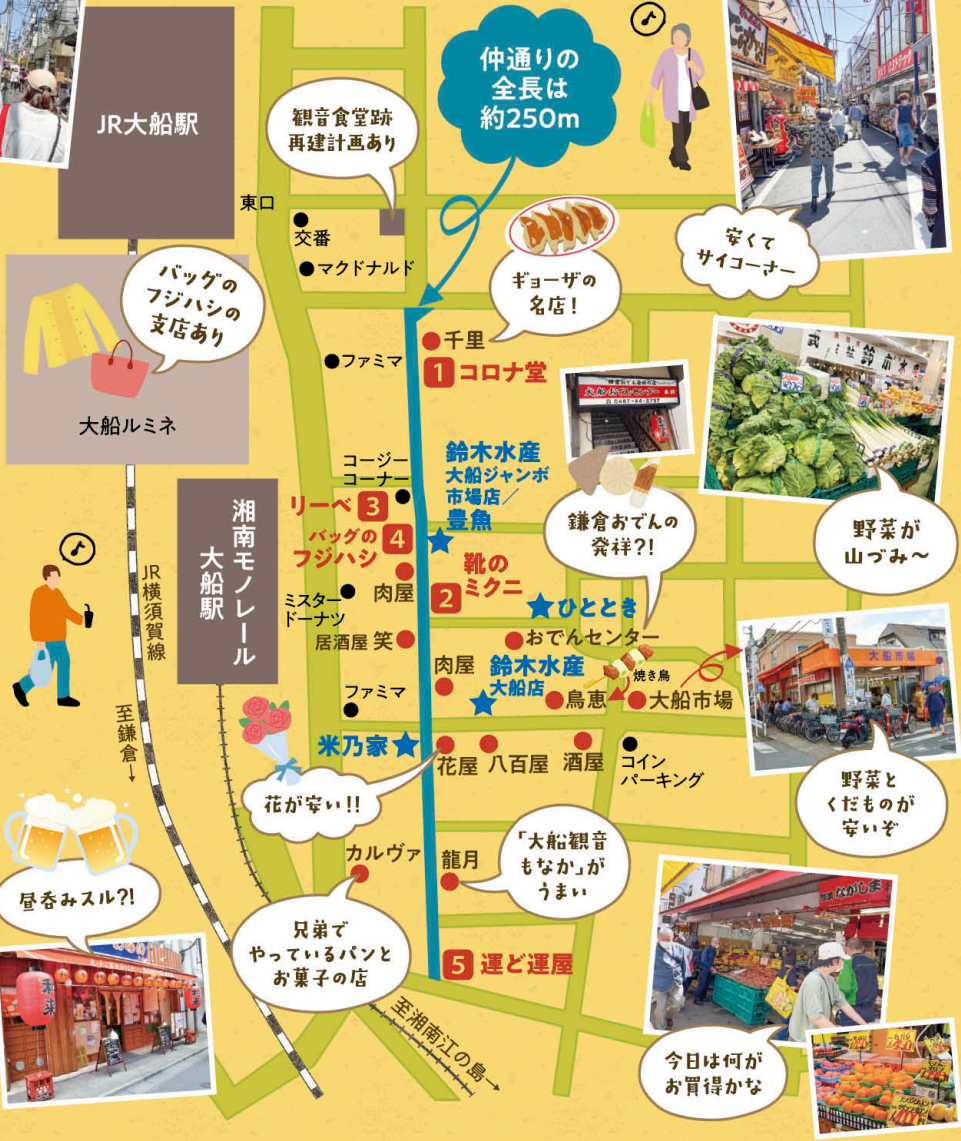 仲通りの
全長は
約250m
JR大船駅
観音食堂跡
再建計画あり
東口
交番
マクドナルド
安くて
サイコーナー
バッグの
フジハシの
支店あり
ギョーザの
名店!
千里
ファミマ
1 コロナ堂
大船ルミネ
大船おでんセンター
鈴木水産
大船ジャンボ
市場店/
豊魚
コージー
コーナー
リーベ 3
バッグの
フジハシ 4
鎌倉おでんの
発祥?!
野菜が
山づみ〜
湘南モノレール
大船駅
JR横須賀線
至鎌倉→
肉屋
靴の
ミクニ
2
ミスター
ドーナツ
ひととき
居酒屋 笑
おでんセンター
肉屋
鈴木水産
大船店
焼き鳥
鳥恵
大船市場
大船市場
ファミマ
米乃家
花屋
八百屋
酒屋
コイン
パーキング
花が安い!!
野菜と
くだものが
安いぞ
カルヴァ
龍月
「大船観音
もなか」が
うまい
昼呑みスル?!
兄弟で
やっているパンと
お菓子の店
5 運ど運屋
至湘南江の島→
ながしま
未来
今日は何が
お買得かな